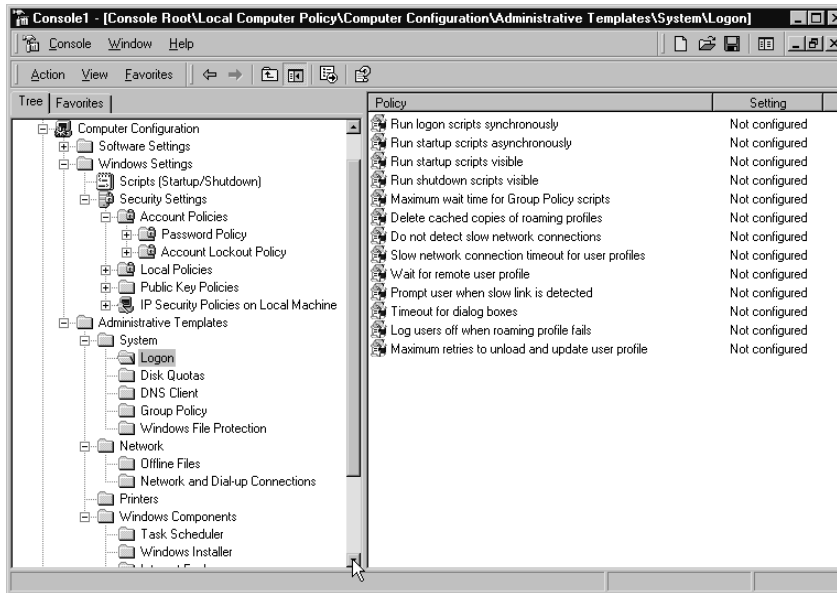 Console1 - [Console Root\Local Computer Policy\Computer Configuration\Administrative Templates\System\Logon]
Console Window Help
Action View Favorites
Tree Favorites
Computer Configuration
Software Settings
Windows Settings
Scripts (Startup/Shutdown)
Security Settings
Account Policies
Password Policy
Account Lockout Policy
Local Policies
Public Key Policies
IP Security Policies on Local Machine
Administrative Templates
System
Logon
Disk Quotas
DNS Client
Group Policy
Windows File Protection
Network
Offline Files
Network and Dial-up Connections
Printers
Windows Components
Task Scheduler
Windows Installer
Policy Setting
Run logon scripts synchronously Not configured
Run startup scripts asynchronously Not configured
Run startup scripts visible Not configured
Run shutdown scripts visible Not configured
Maximum wait time for Group Policy scripts Not configured
Delete cached copies of roaming profiles Not configured
Do not detect slow network connections Not configured
Slow network connection timeout for user profiles Not configured
Wait for remote user profile Not configured
Prompt user when slow link is detected Not configured
Timeout for dialog boxes Not configured
Log users off when roaming profile fails Not configured
Maximum retries to unload and update user profile Not configured